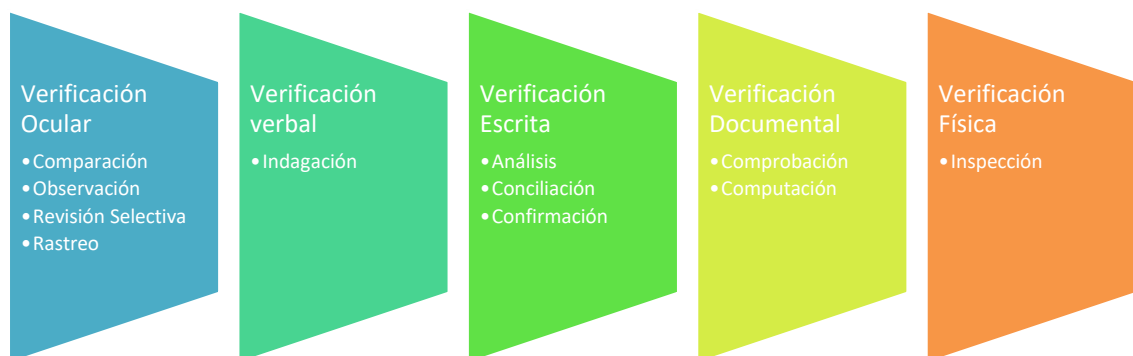 Verificación
Ocular
•Comparación
•Observación
•Revisión Selectiva
•Rastreo
Verificación
verbal
•Indagación
Verificación
Escrita
•Análisis
•Conciliación
•Confirmación
Verificación
Documental
•Comprobación
•Computación
Verificación
Física
•Inspección